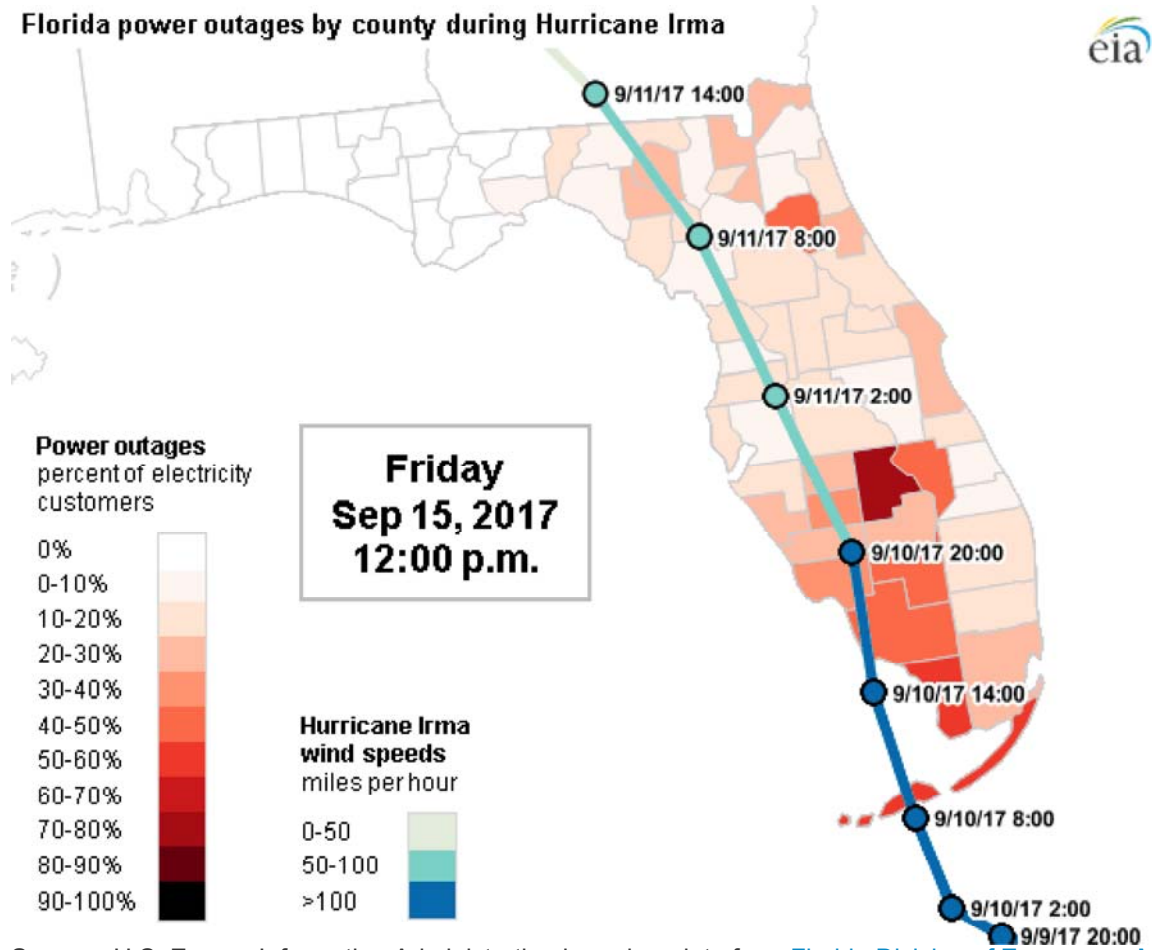 Florida power outages by county during Hurricane Irma
eia
9/11/17 14:00
9/11/17 8:00
9/11/17 2:00
Power outages
percent of electricity
customers
0%
0-10%
10-20%
20-30%
30-40%
40-50%
50-60%
60-70%
70-80%
80-90%
90-100%
Friday
Sep 15, 2017
12:00 p.m.
9/10/17 20:00
9/10/17 14:00
Hurricane Irma
wind speeds
miles per hour
0-50
50-100
>100
9/10/17 8:00
9/10/17 2:00
9/9/17 20:00